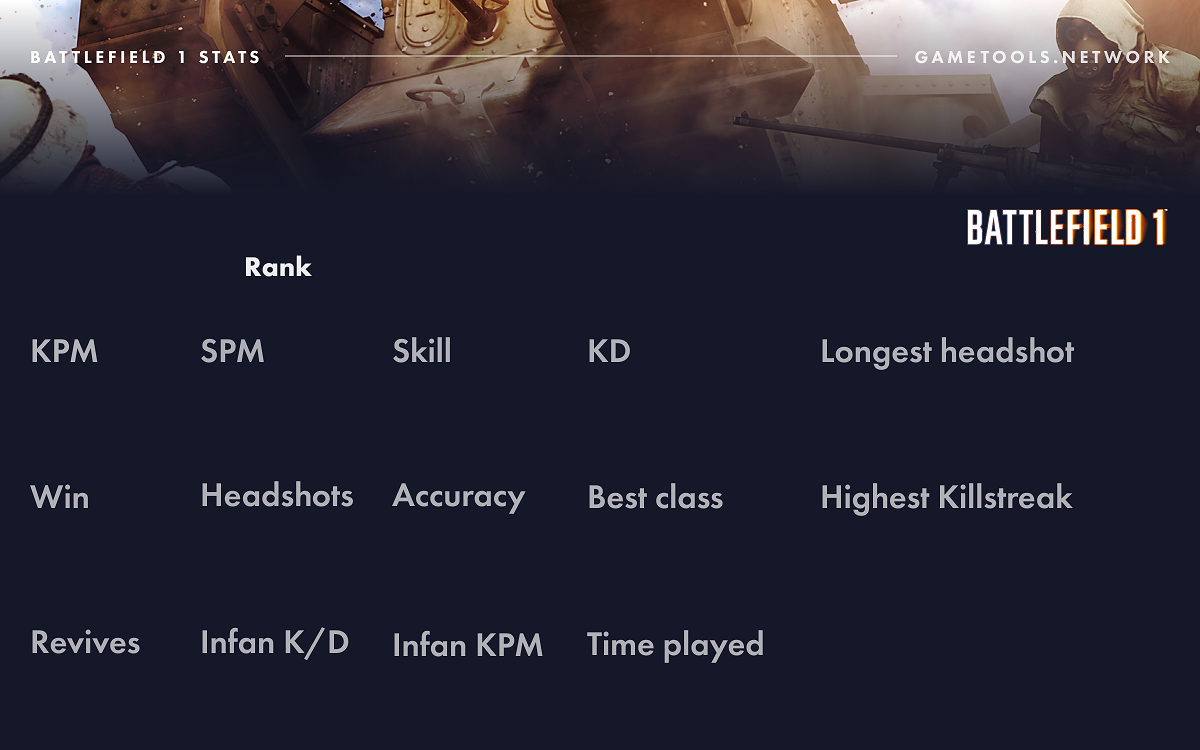 BATTLEFIELD 1 STATS GAMETOOLS.NETWORK
BATTLEFIELD 1
Rank
KPM SPM Skill KD Longest headshot
Win Headshots Accuracy Best class Highest Killstreak
Revives Infan K/D Infan KPM Time played